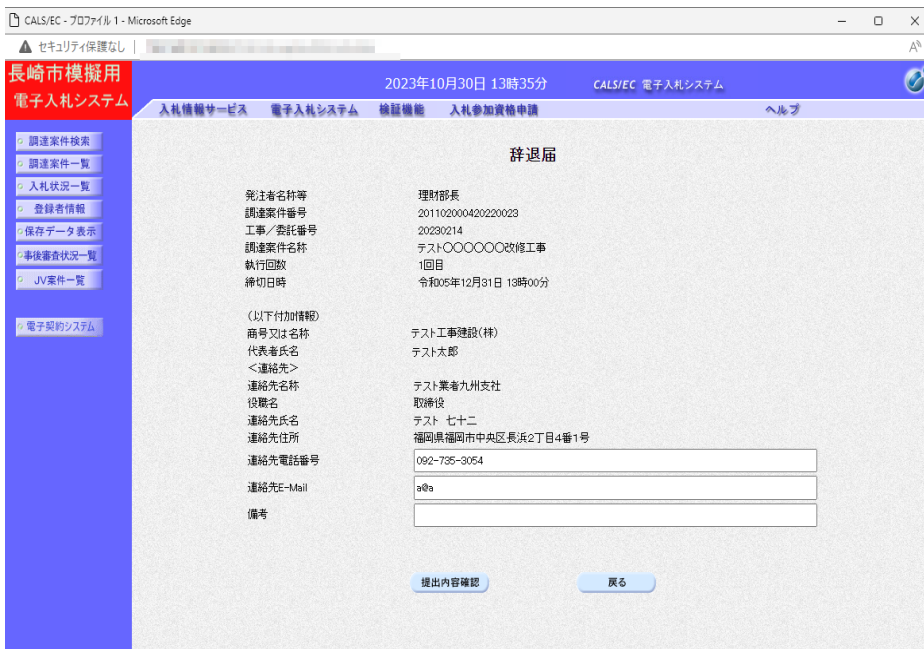 CALS/EC - プロファイル 1 - Microsoft Edge
セキュリティ保護なし
長崎市模擬用
電子入札システム
2023年10月30日 13時35分
CALS/EC 電子入札システム
入札情報サービス 電子入札システム 検証機能 入札参加資格申請 ヘルプ
調達案件検索
調達案件一覧
入札状況一覧
登録者情報
保存データ表示
事後審査状況一覧
JV案件一覧
電子契約システム
辞退届
発注者名称等 理財部長
調達案件番号 201102000420220023
工事/委託番号 20230214
調達案件名称 テスト〇〇〇〇〇〇改修工事
執行回数 1回目
締切日時 令和05年12月31日 13時00分
(以下付加情報)
商号又は名称 テスト工事建設(株)
代表者氏名 テスト太郎
<連絡先>
連絡先名称 テスト業者九州支社
役職名 取締役
連絡先氏名 テスト 七十二
連絡先住所 福岡県福岡市中央区長浜2丁目4番1号
連絡先電話番号 092-735-3054
連絡先E-Mail a@a
備考
提出内容確認 戻る